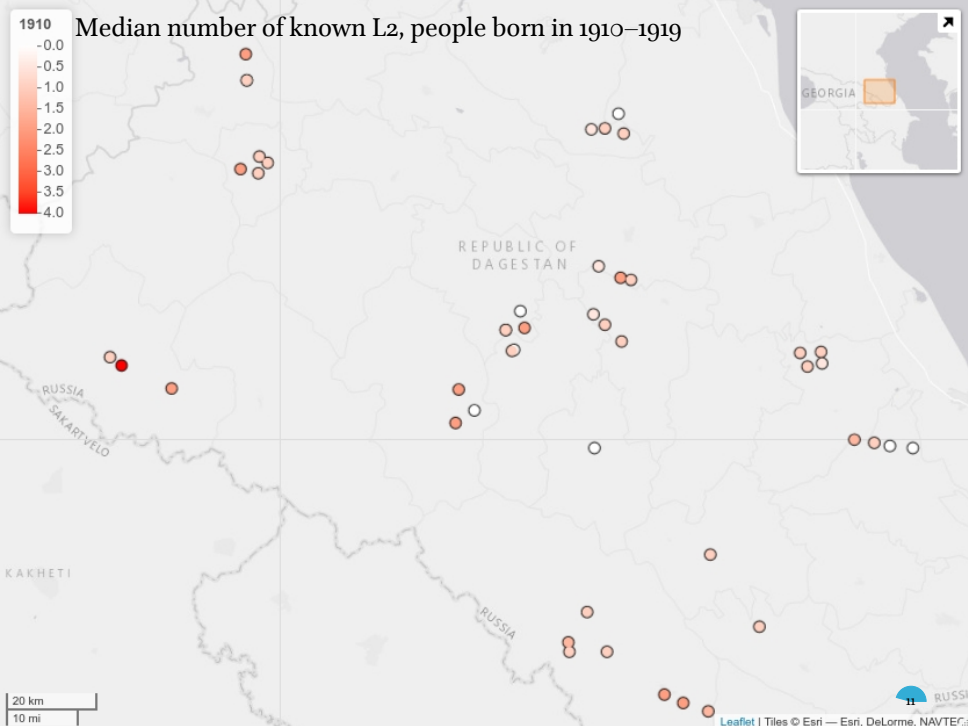 Median number of known L2, people born in 1910–1919
1910
0.0
0.5
1.0
1.5
2.0
2.5
3.0
3.5
4.0
GEORGIA
REPUBLIC OF
DAGESTAN
RUSSIA
SAKARTVELO
KAKHETI
RUSSIA
RUSSI
11
20 km
10 mi
Leaflet | Tiles © Esri — Esri, DeLorme, NAVTEQ